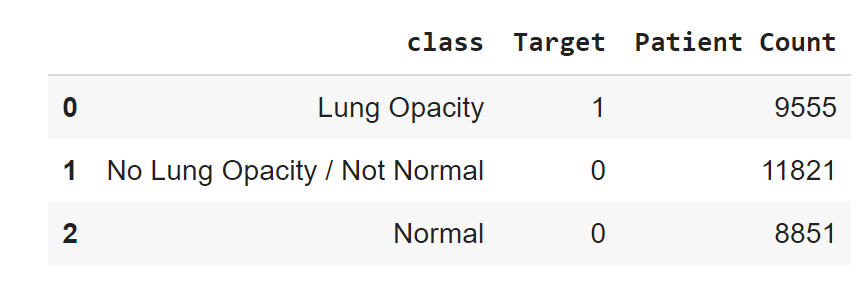 class Target Patient Count
0 Lung Opacity 1 9555
1 No Lung Opacity / Not Normal 0 11821
2 Normal 0 8851